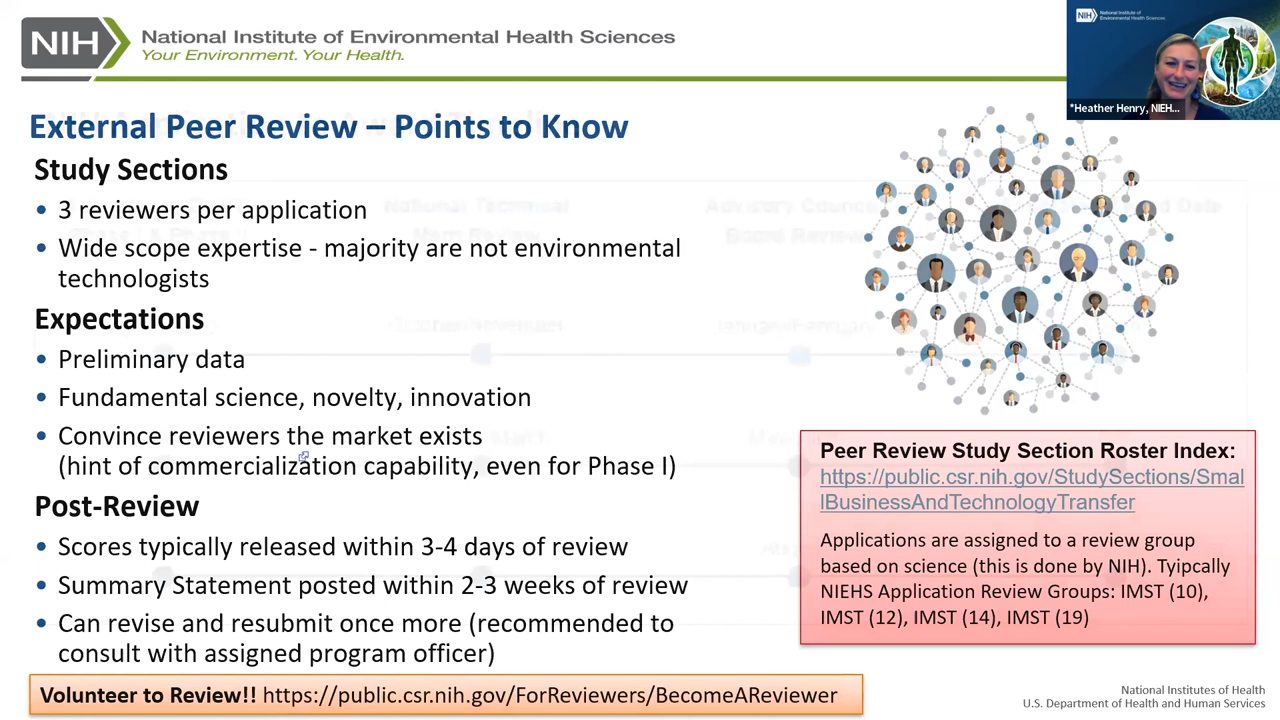 NIH
National Institute of Environmental Health Sciences
Your Environment. Your Health.
National Institute of
Environmental Health Sciences
*Heather Henry, NIEH...
External Peer Review – Points to Know
Study Sections
• 3 reviewers per application
• Wide scope expertise - majority are not environmental
technologists
Expectations
• Preliminary data
• Fundamental science, novelty, innovation
• Convince reviewers the market exists
(hint of commercialization capability, even for Phase I)
Post-Review
• Scores typically released within 3-4 days of review
• Summary Statement posted within 2-3 weeks of review
• Can revise and resubmit once more (recommended to
consult with assigned program officer)
Volunteer to Review!! https://public.csr.nih.gov/ForReviewers/BecomeAReviewer
Peer Review Study Section Roster Index:
https://public.csr.nih.gov/StudySections/Smal
lBusinessAndTechnologyTransfer
Applications are assigned to a review group
based on science (this is done by NIH). Tyipcally
NIEHS Application Review Groups: IMST (10),
IMST (12), IMST (14), IMST (19)
National Institutes of Health
U.S. Department of Health and Human Services